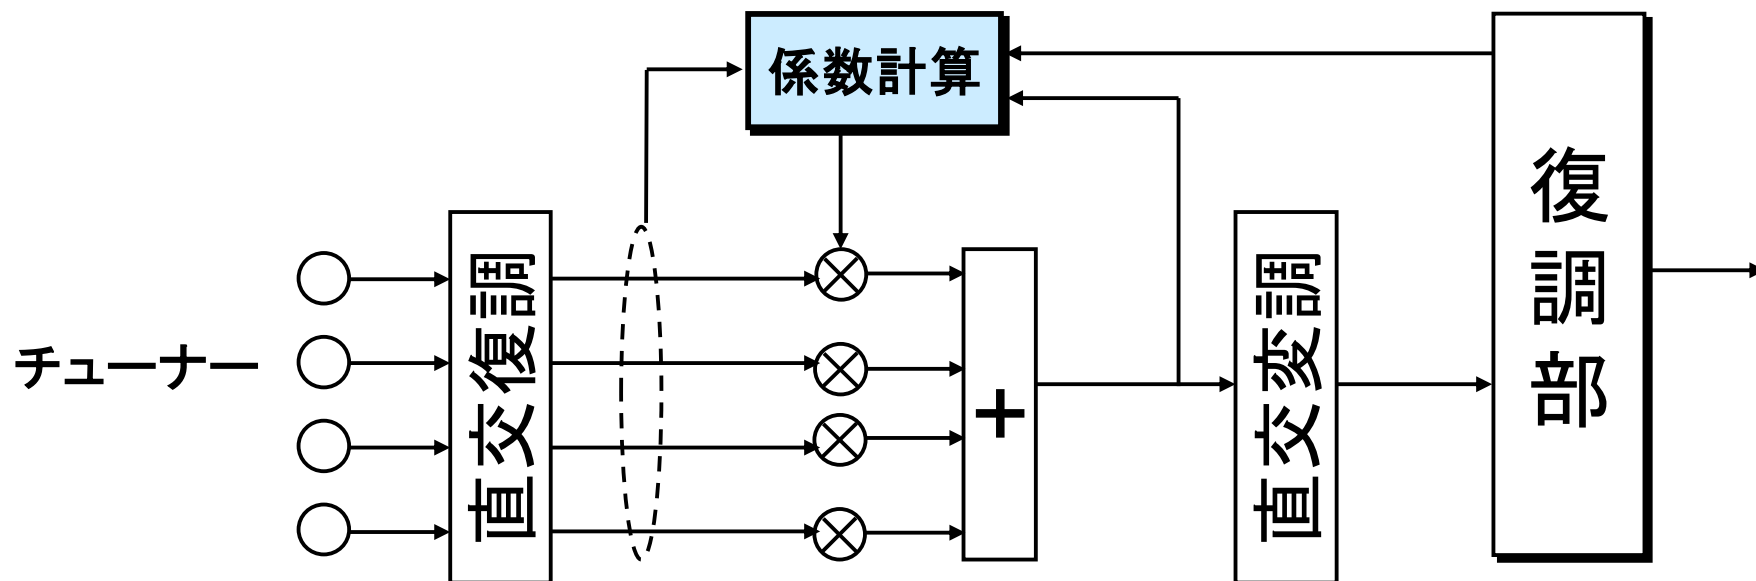 係数計算
チューナー
直交復調
+
直交変調
復調部